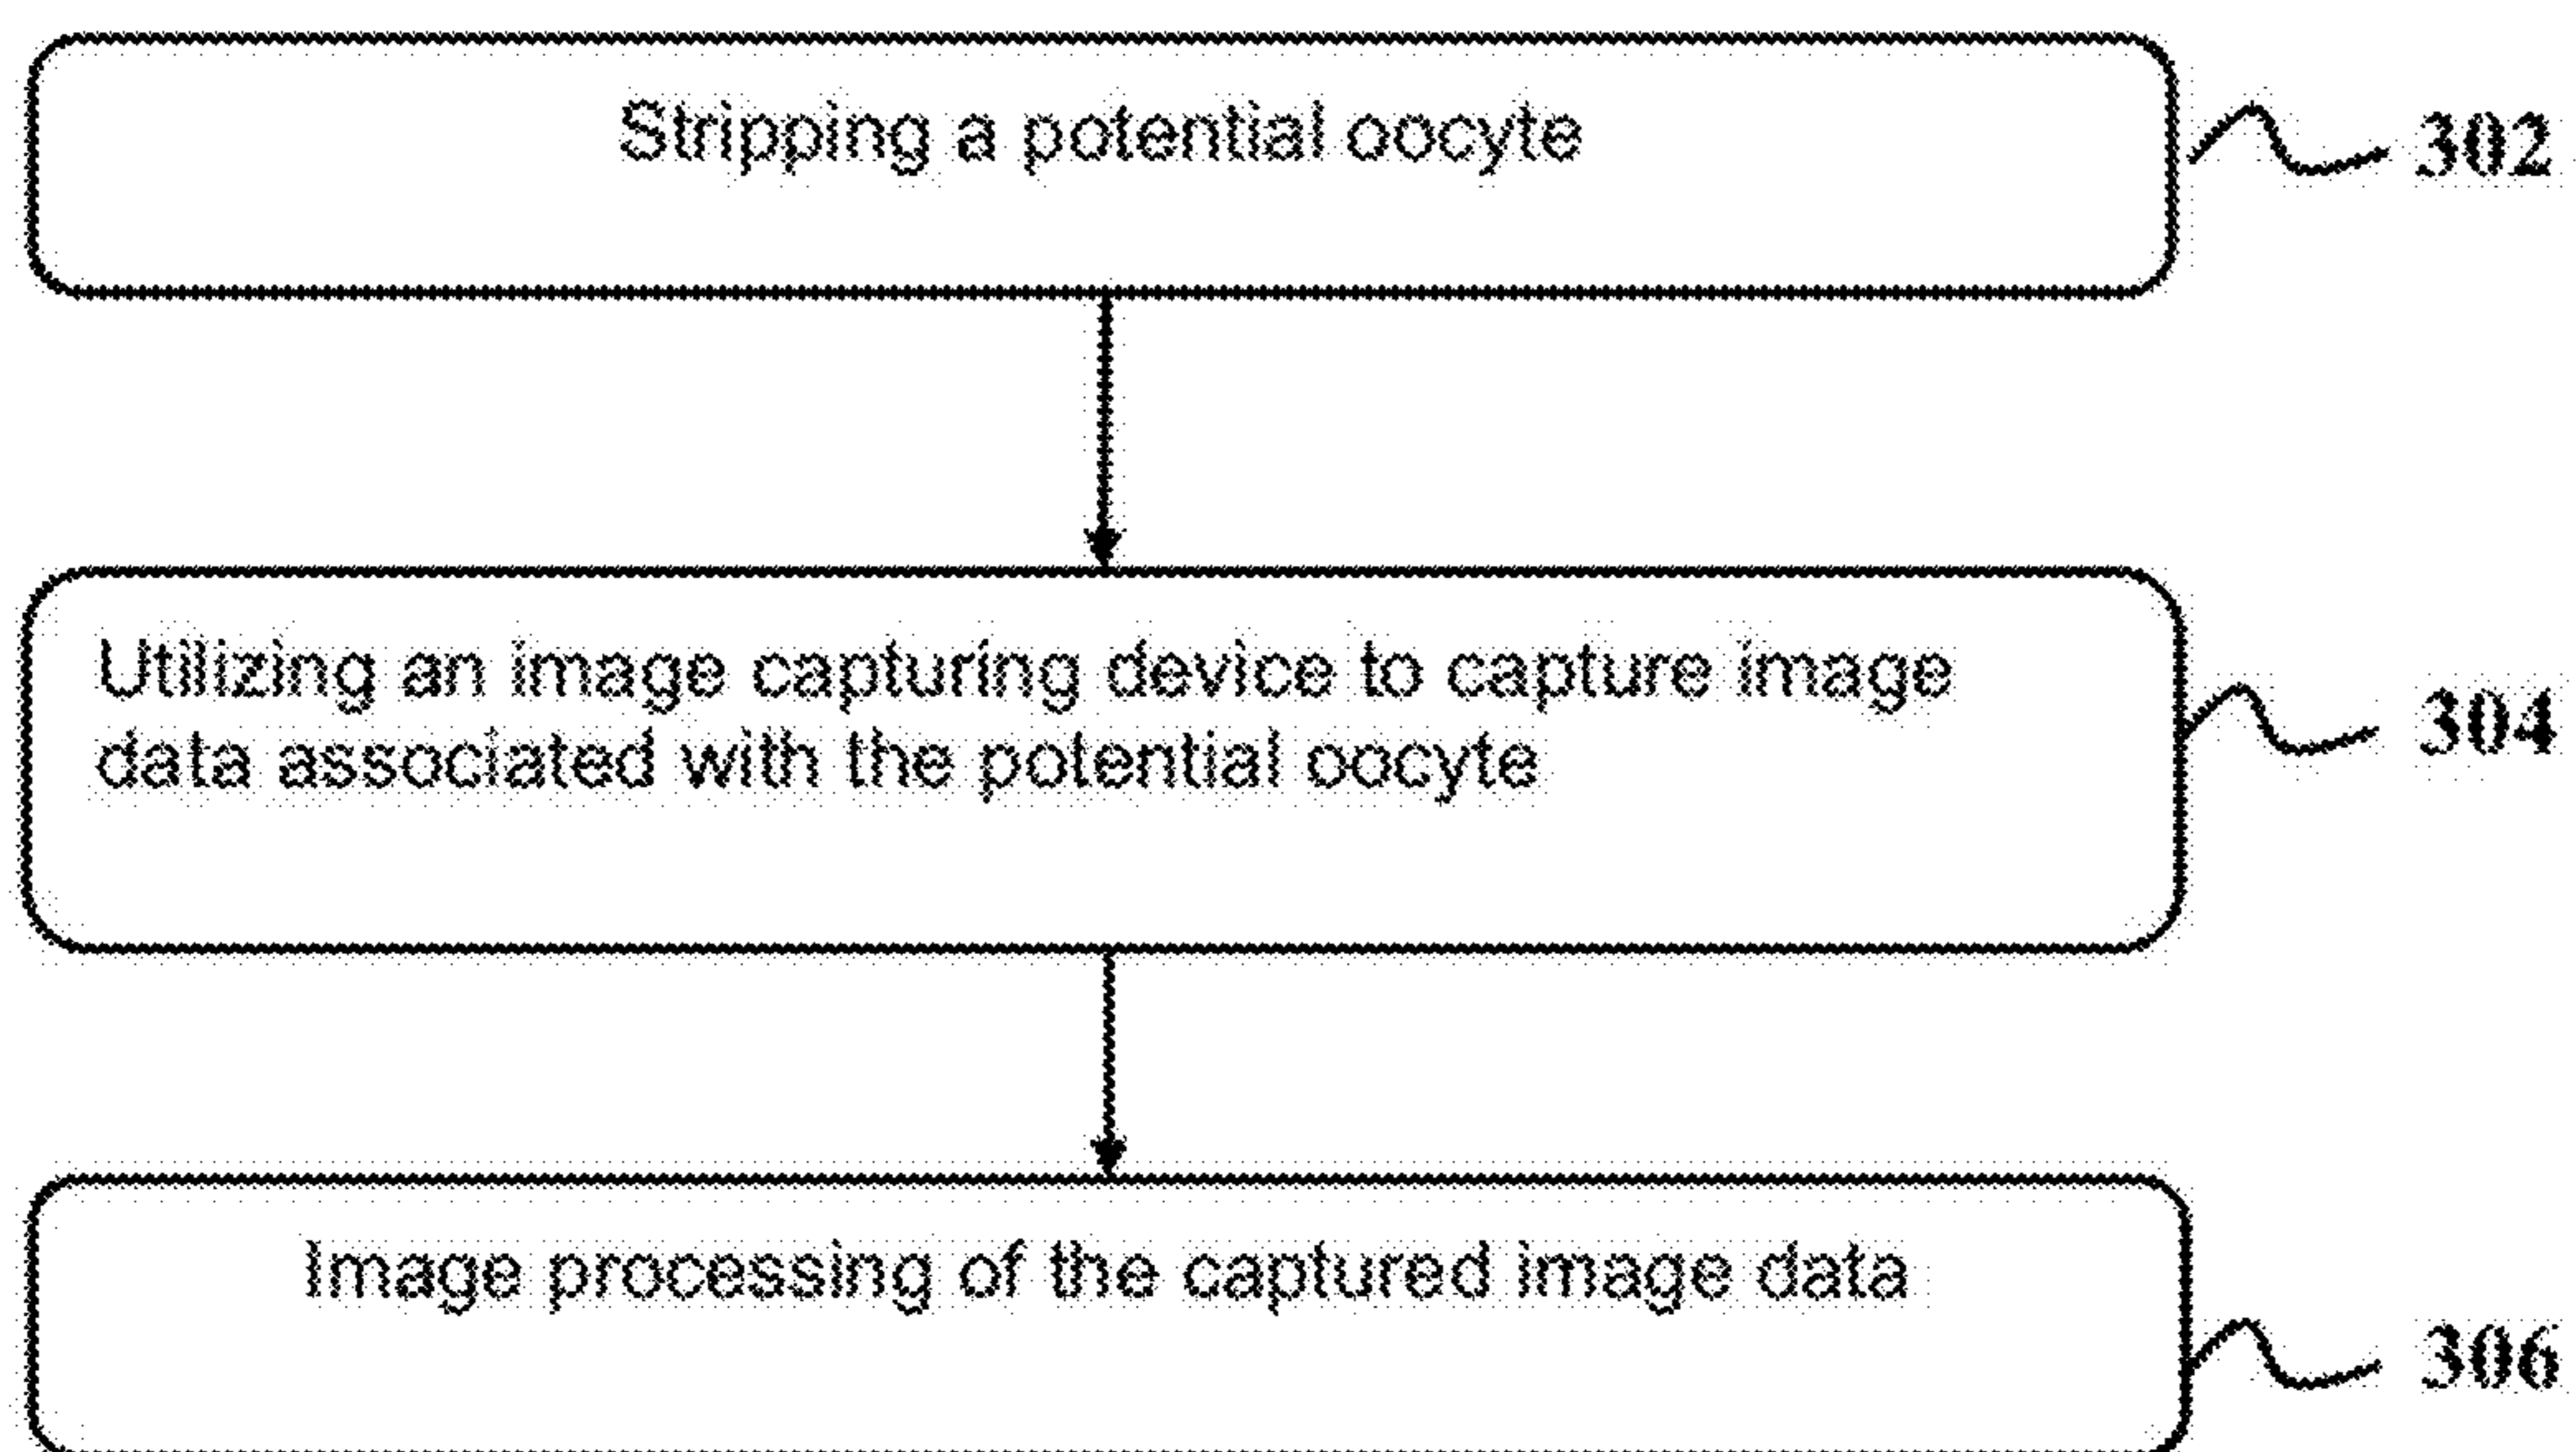 Stripping a potential oocyte
302
Utilizing an image capturing device to capture image
data associated with the potential oocyte
304
Image processing of the captured image data
306